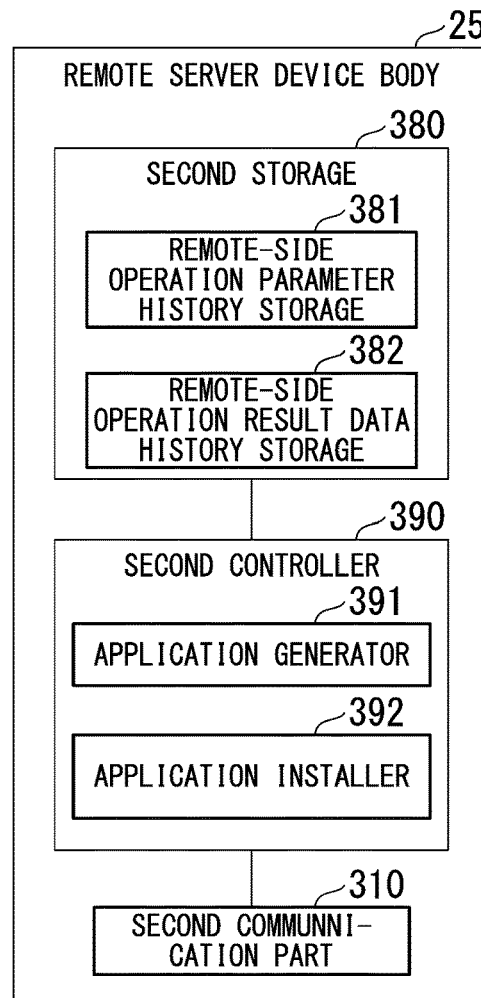 25
REMOTE SERVER DEVICE BODY
380
SECOND STORAGE
381
REMOTE-SIDE
OPERATION PARAMETER
HISTORY STORAGE
382
REMOTE-SIDE
OPERATION RESULT DATA
HISTORY STORAGE
390
SECOND CONTROLLER
391
APPLICATION GENERATOR
392
APPLICATION INSTALLER
310
SECOND COMMUNNI-
CATION PART